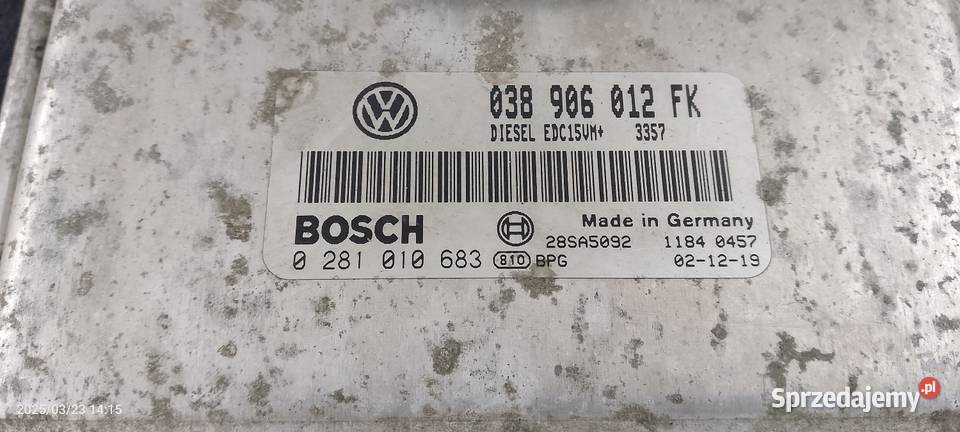 038 906 012 FK
DIESEL EDC15VM+ 3357
BOSCH
Made in Germany
28SA5092 1184 0457
0 281 010 683 810 BPG 02-12-19
2025/03/23 14:15
Sprzedajemy.pl